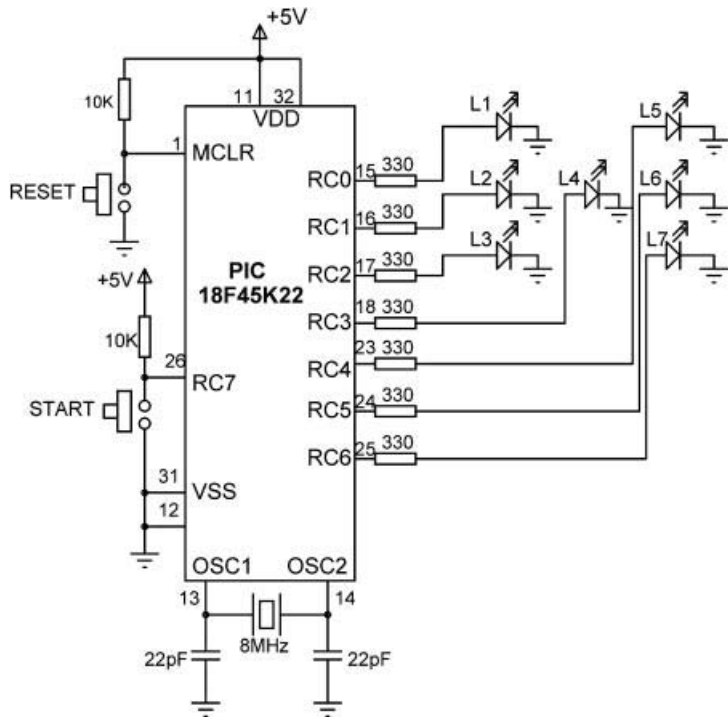 +5V
10K
11 32
VDD
1
MCLR
RESET
L1
L5
15 330
RC0
L2
L4
L6
16 330
RC1
L3
L7
17 330
RC2
PIC
18F45K22
18 330
RC3
+5V
10K
23 330
RC4
26
RC7
START
24 330
RC5
25 330
RC6
31
VSS
12
OSC1 OSC2
13
14
8MHz
22pF
22pF